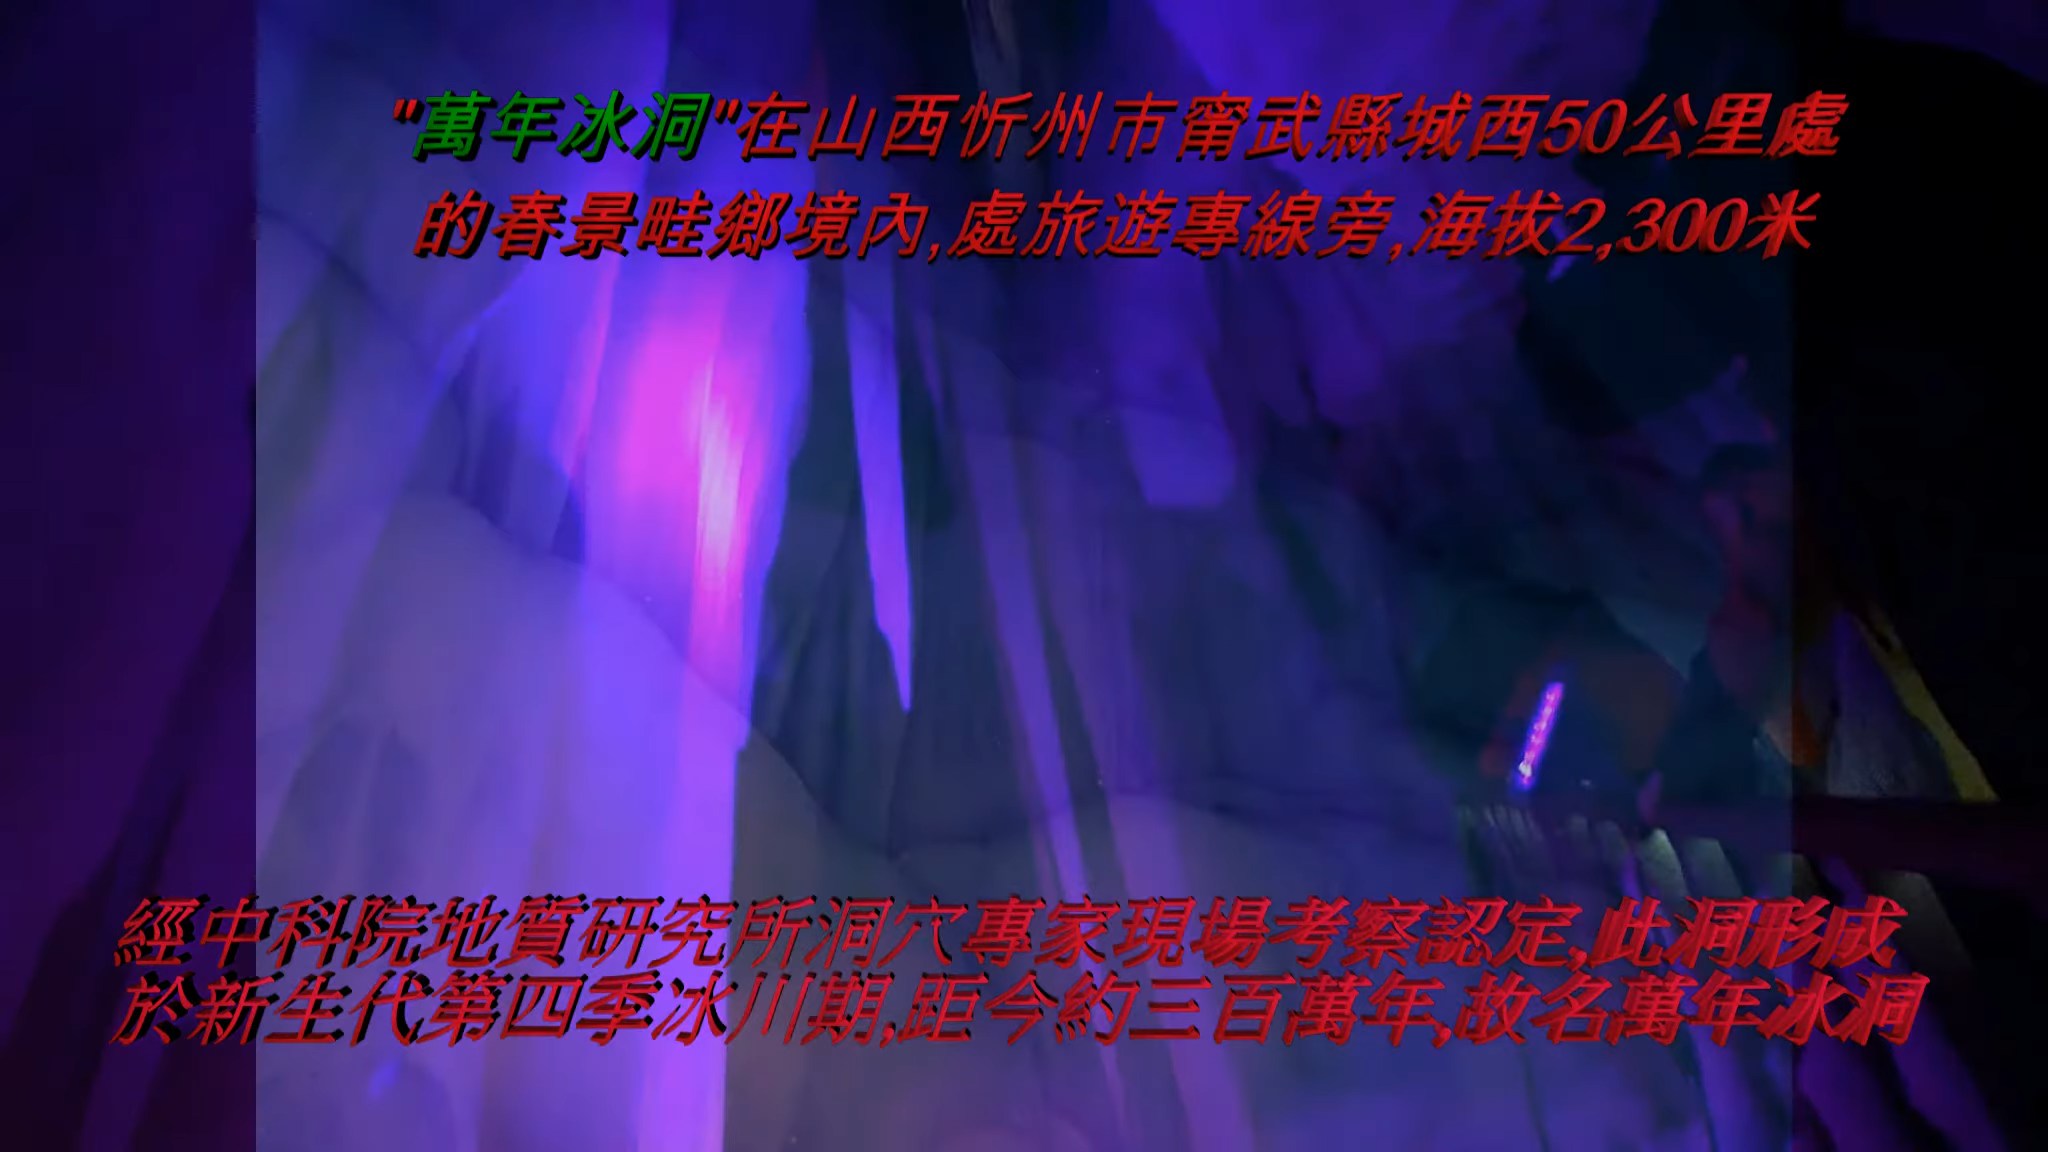 "萬年冰洞"在山西忻州市甯武縣城西50公里處
的春景畦鄉境內,處旅遊專線旁,海拔2,300米
經中科院地質研究所洞穴專家現場考察認定,此洞形成
於新生代第四季冰川期,距今約三百萬年,故名萬年冰洞